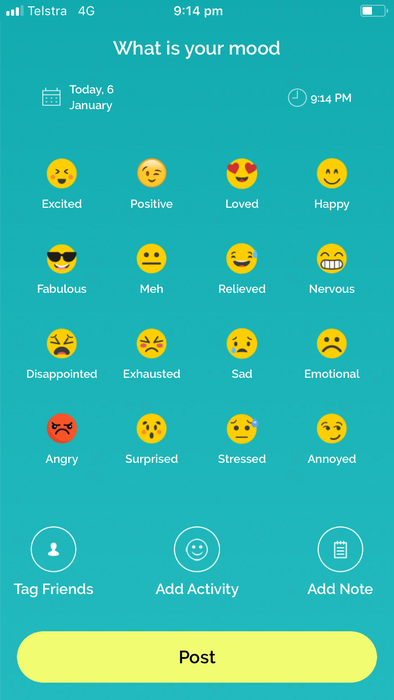 Telstra 4G 9:14 pm
What is your mood
Today, 6
January
9:14 PM
Excited Positive Loved Happy
Fabulous Meh Relieved Nervous
Disappointed Exhausted Sad Emotional
Angry Surprised Stressed Annoyed
Tag Friends Add Activity Add Note
Post